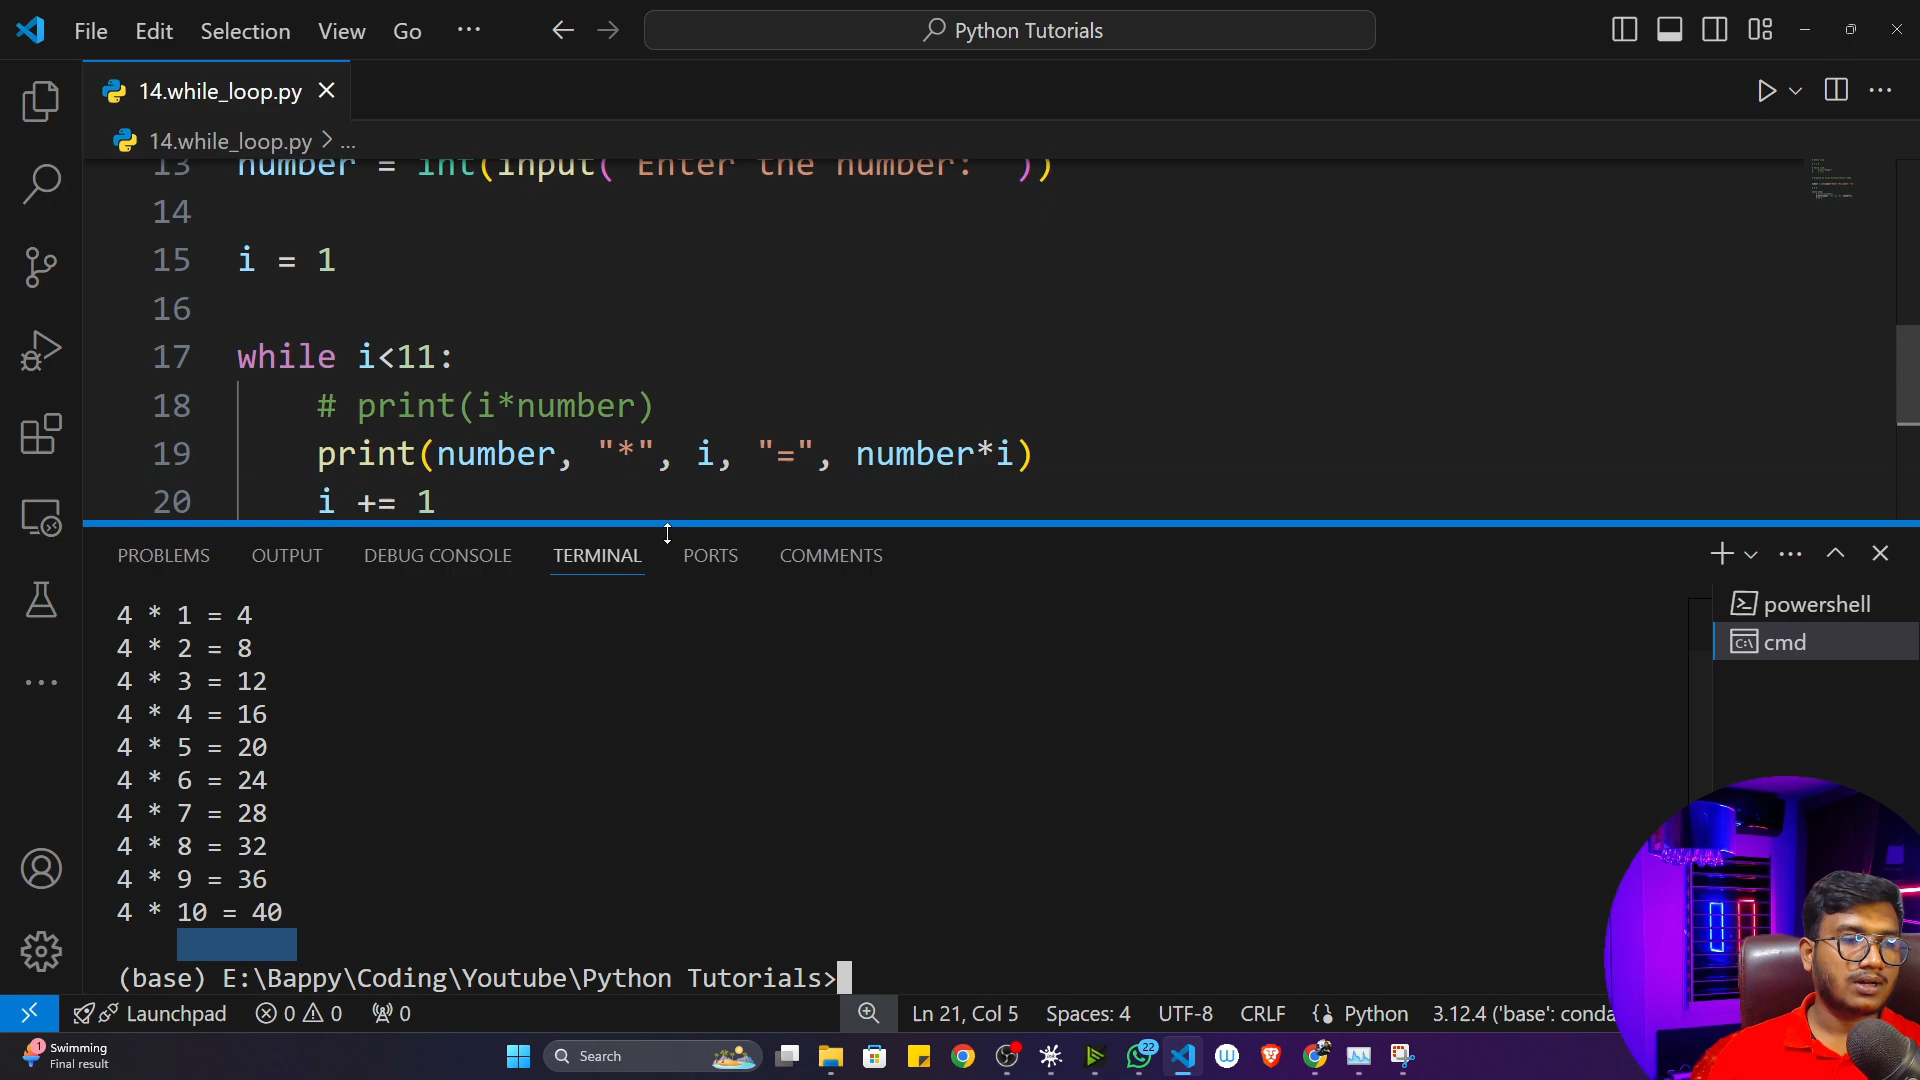 File Edit Selection View Go ...
Python Tutorials
14.while_loop.py
14.while_loop.py > ...
13 number = int(input( Enter the number: ))
14
15 i = 1
16
17 while i<11:
18 # print(i*number)
19 print(number, "*", i, "=", number*i)
20 i += 1
PROBLEMS OUTPUT DEBUG CONSOLE TERMINAL PORTS COMMENTS
powershell
cmd
4 * 1 = 4
4 * 2 = 8
4 * 3 = 12
4 * 4 = 16
4 * 5 = 20
4 * 6 = 24
4 * 7 = 28
4 * 8 = 32
4 * 9 = 36
4 * 10 = 40
(base) E:\Bappy\Coding\Youtube\Python Tutorials>
Launchpad 0 0 0 Ln 21, Col 5 Spaces: 4 UTF-8 CRLF Python 3.12.4 ('base': conda
1 Swimming
Final result
Search
22